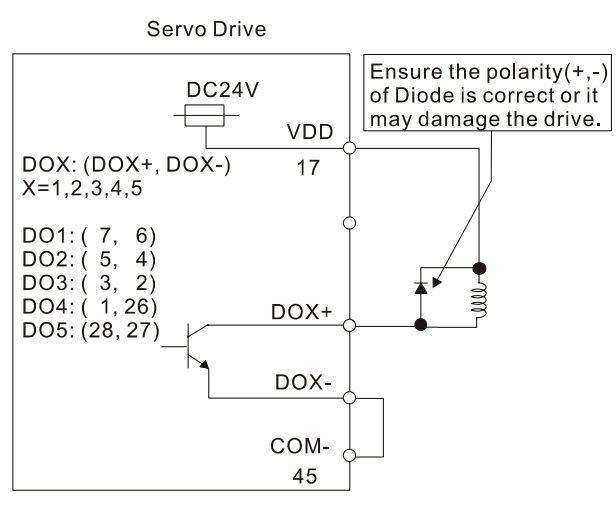 Servo Drive
DC24V
Ensure the polarity(+,-)
of Diode is correct or it
may damage the drive.
VDD
17
DOX: (DOX+, DOX-)
X=1,2,3,4,5
DO1: ( 7, 6)
DO2: ( 5, 4)
DO3: ( 3, 2)
DO4: ( 1, 26)
DO5: (28, 27)
DOX+
DOX-
COM-
45